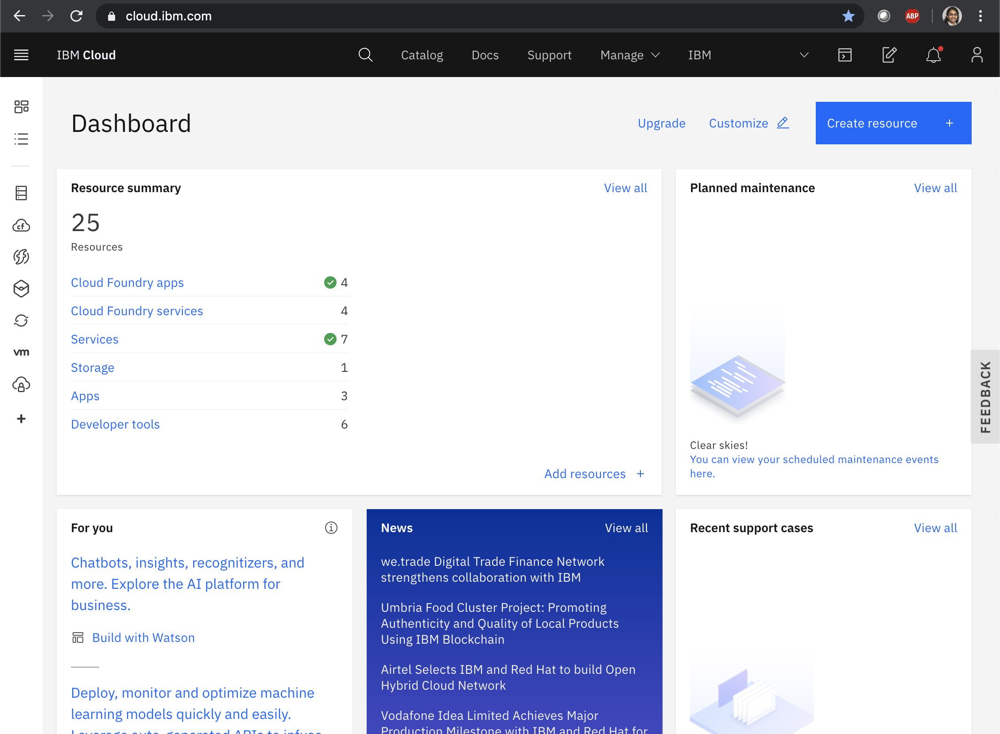 cloud.ibm.com
ABP
IBM Cloud
Catalog
Docs
Support
Manage
IBM
Dashboard
Upgrade
Customize
Create resource +
Resource summary
View all
25
Resources
Cloud Foundry apps 4
Cloud Foundry services 4
Services 7
Storage 1
Apps 3
Developer tools 6
Add resources +
Planned maintenance
View all
Clear skies!
You can view your scheduled maintenance events
here.
cf
vm
+
FEEDBACK
For you
Chatbots, insights, recognitizers, and
more. Explore the AI platform for
business.
Build with Watson
Deploy, monitor and optimize machine
learning models quickly and easily.
Leverage auto-generated APIs to infuse
News
View all
we.trade Digital Trade Finance Network
strengthens collaboration with IBM
Umbria Food Cluster Project: Promoting
Authenticity and Quality of Local Products
Using IBM Blockchain
Airtel Selects IBM and Red Hat to build Open
Hybrid Cloud Network
Vodafone Idea Limited Achieves Major
Production Milestone with IBM and Red Hat for
Recent support cases
View all